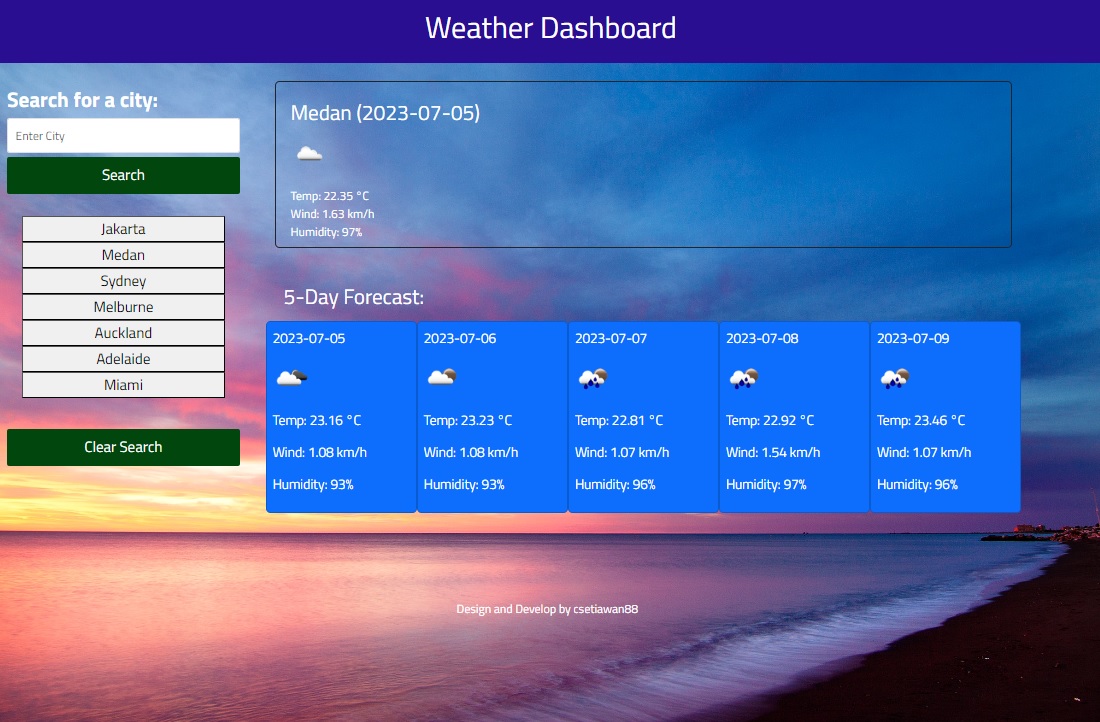 Weather Dashboard
Search for a city:
Enter City
Search
Jakarta
Medan
Sydney
Melburne
Auckland
Adelaide
Miami
Clear Search
Medan (2023-07-05)
Temp: 22.35 °C
Wind: 1.63 km/h
Humidity: 97%
5-Day Forecast:
2023-07-05
Temp: 23.16 °C
Wind: 1.08 km/h
Humidity: 93%
2023-07-06
Temp: 23.23 °C
Wind: 1.08 km/h
Humidity: 93%
2023-07-07
Temp: 22.81 °C
Wind: 1.07 km/h
Humidity: 96%
2023-07-08
Temp: 22.92 °C
Wind: 1.54 km/h
Humidity: 97%
2023-07-09
Temp: 23.46 °C
Wind: 1.07 km/h
Humidity: 96%
Design and Develop by csetiawan88